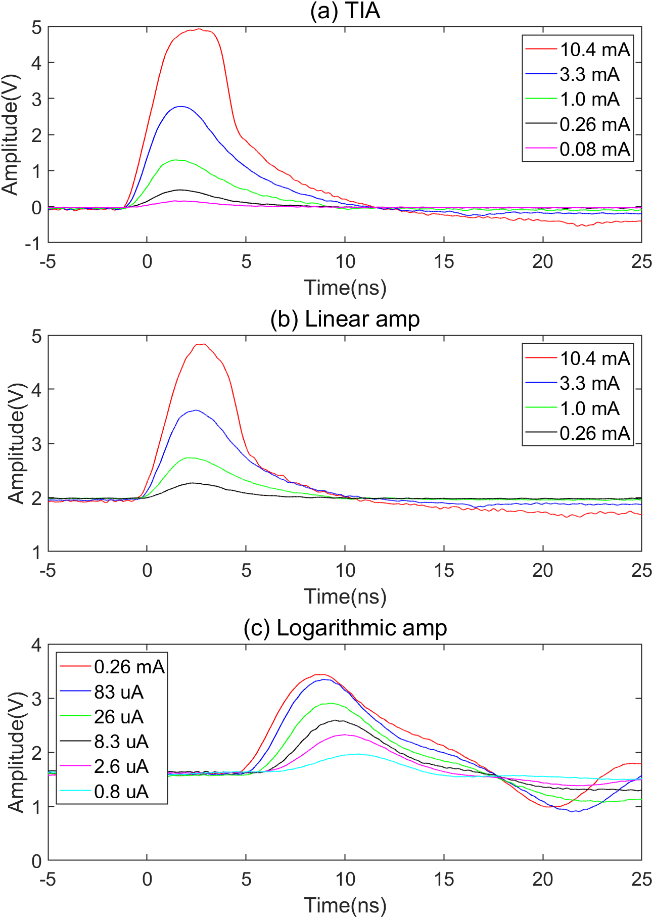 (a) TIA
Amplitude(V)
5
4
3
2
1
0
-1
10.4 mA
3.3 mA
1.0 mA
0.26 mA
0.08 mA
-5 0 5 10 15 20 25
Time(ns)
(b) Linear amp
Amplitude(V)
5
4
3
2
1
10.4 mA
3.3 mA
1.0 mA
0.26 mA
-5 0 5 10 15 20 25
Time(ns)
(c) Logarithmic amp
Amplitude(V)
4
3
2
1
0
0.26 mA
83 uA
26 uA
8.3 uA
2.6 uA
0.8 uA
-5 0 5 10 15 20 25
Time(ns)